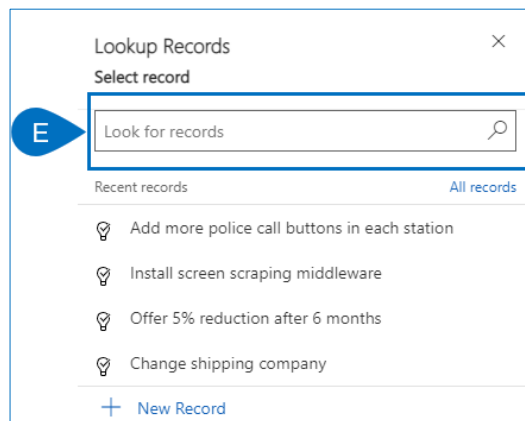 Lookup Records
Select record
E
Look for records
Recent records All records
Add more police call buttons in each station
Install screen scraping middleware
Offer 5% reduction after 6 months
Change shipping company
New Record